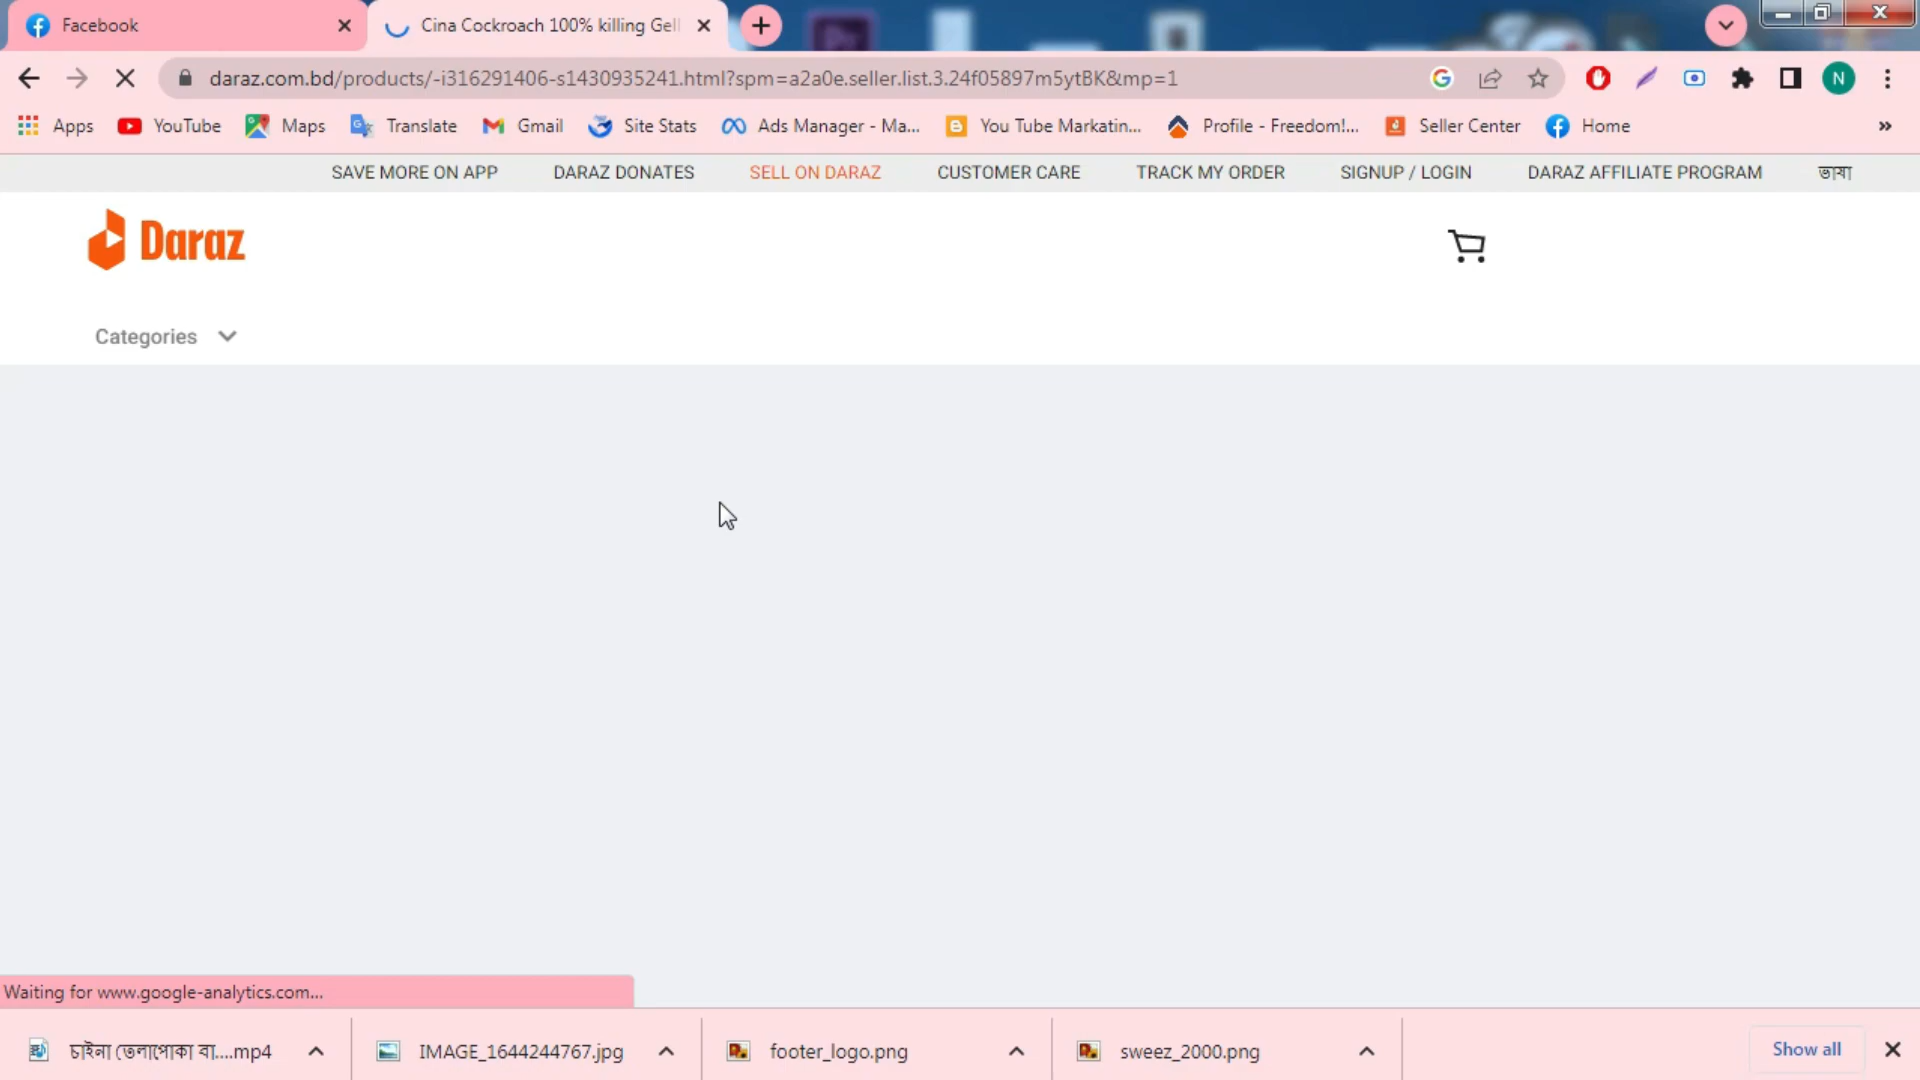 Facebook
Cina Cockroach 100% killing Gell
daraz.com.bd/products/-i316291406-s1430935241.html?spm=a2a0e.seller.list.3.24f05897m5ytBK&mp=1
N
Apps YouTube Maps Translate Gmail Site Stats Ads Manager - Ma... You Tube Markatin... Profile - Freedom!... Seller Center Home
SAVE MORE ON APP DARAZ DONATES SELL ON DARAZ CUSTOMER CARE TRACK MY ORDER SIGNUP / LOGIN DARAZ AFFILIATE PROGRAM ভাষা
Daraz
Categories
Waiting for www.google-analytics.com...
চাইনা তেলাপোকা বা....mp4 IMAGE_1644244767.jpg footer_logo.png sweez_2000.png Show all